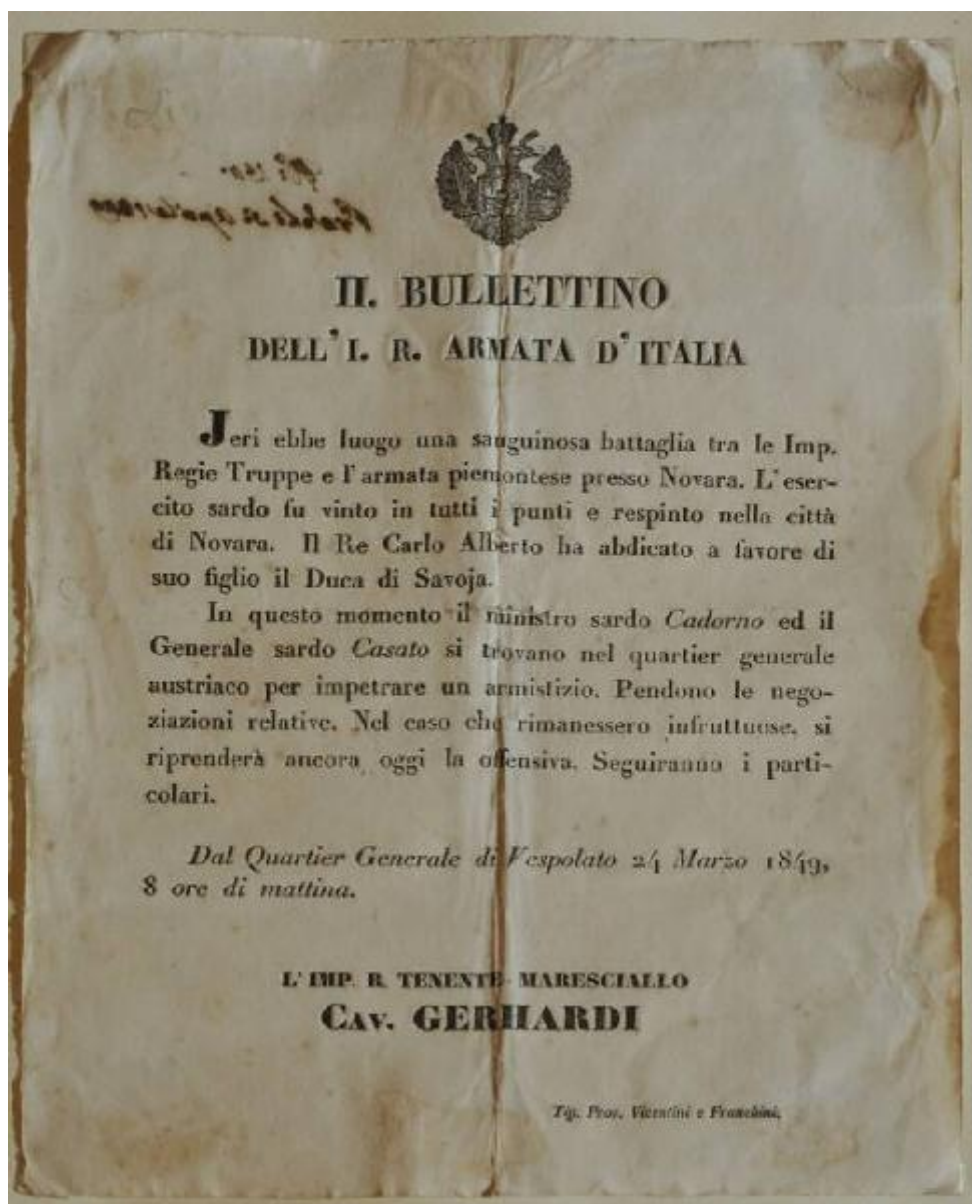 II. BULLETTINO
DELL' I. R. ARMATA D' ITALIA
Jeri ebbe luogo una sanguinosa battaglia tra le Imp.
Regie Truppe e l'armata piemontese presso Novara. L'eser-
cito sardo fu vinto in tutti i punti e respinto nella città
di Novara. Il Re Carlo Alberto ha abdicato a favore di
suo figlio il Duca di Savoja.
In questo momento il ministro sardo Cadorno ed il
Generale sardo Casato si trovano nel quartier generale
austriaco per impetrare un armistizio. Pendono le nego-
ziazioni relative. Nel caso che rimanessero infruttuose, si
riprenderà ancora oggi la offensiva. Seguiranno i parti-
colari.
Dal Quartier Generale di Vespolato 24 Marzo 1849,
8 ore di mattina.
L' IMP. R. TENENTE MARESCIALLO
CAV. GERHARDI
Tip. Prov. Vicentini e Franchini.